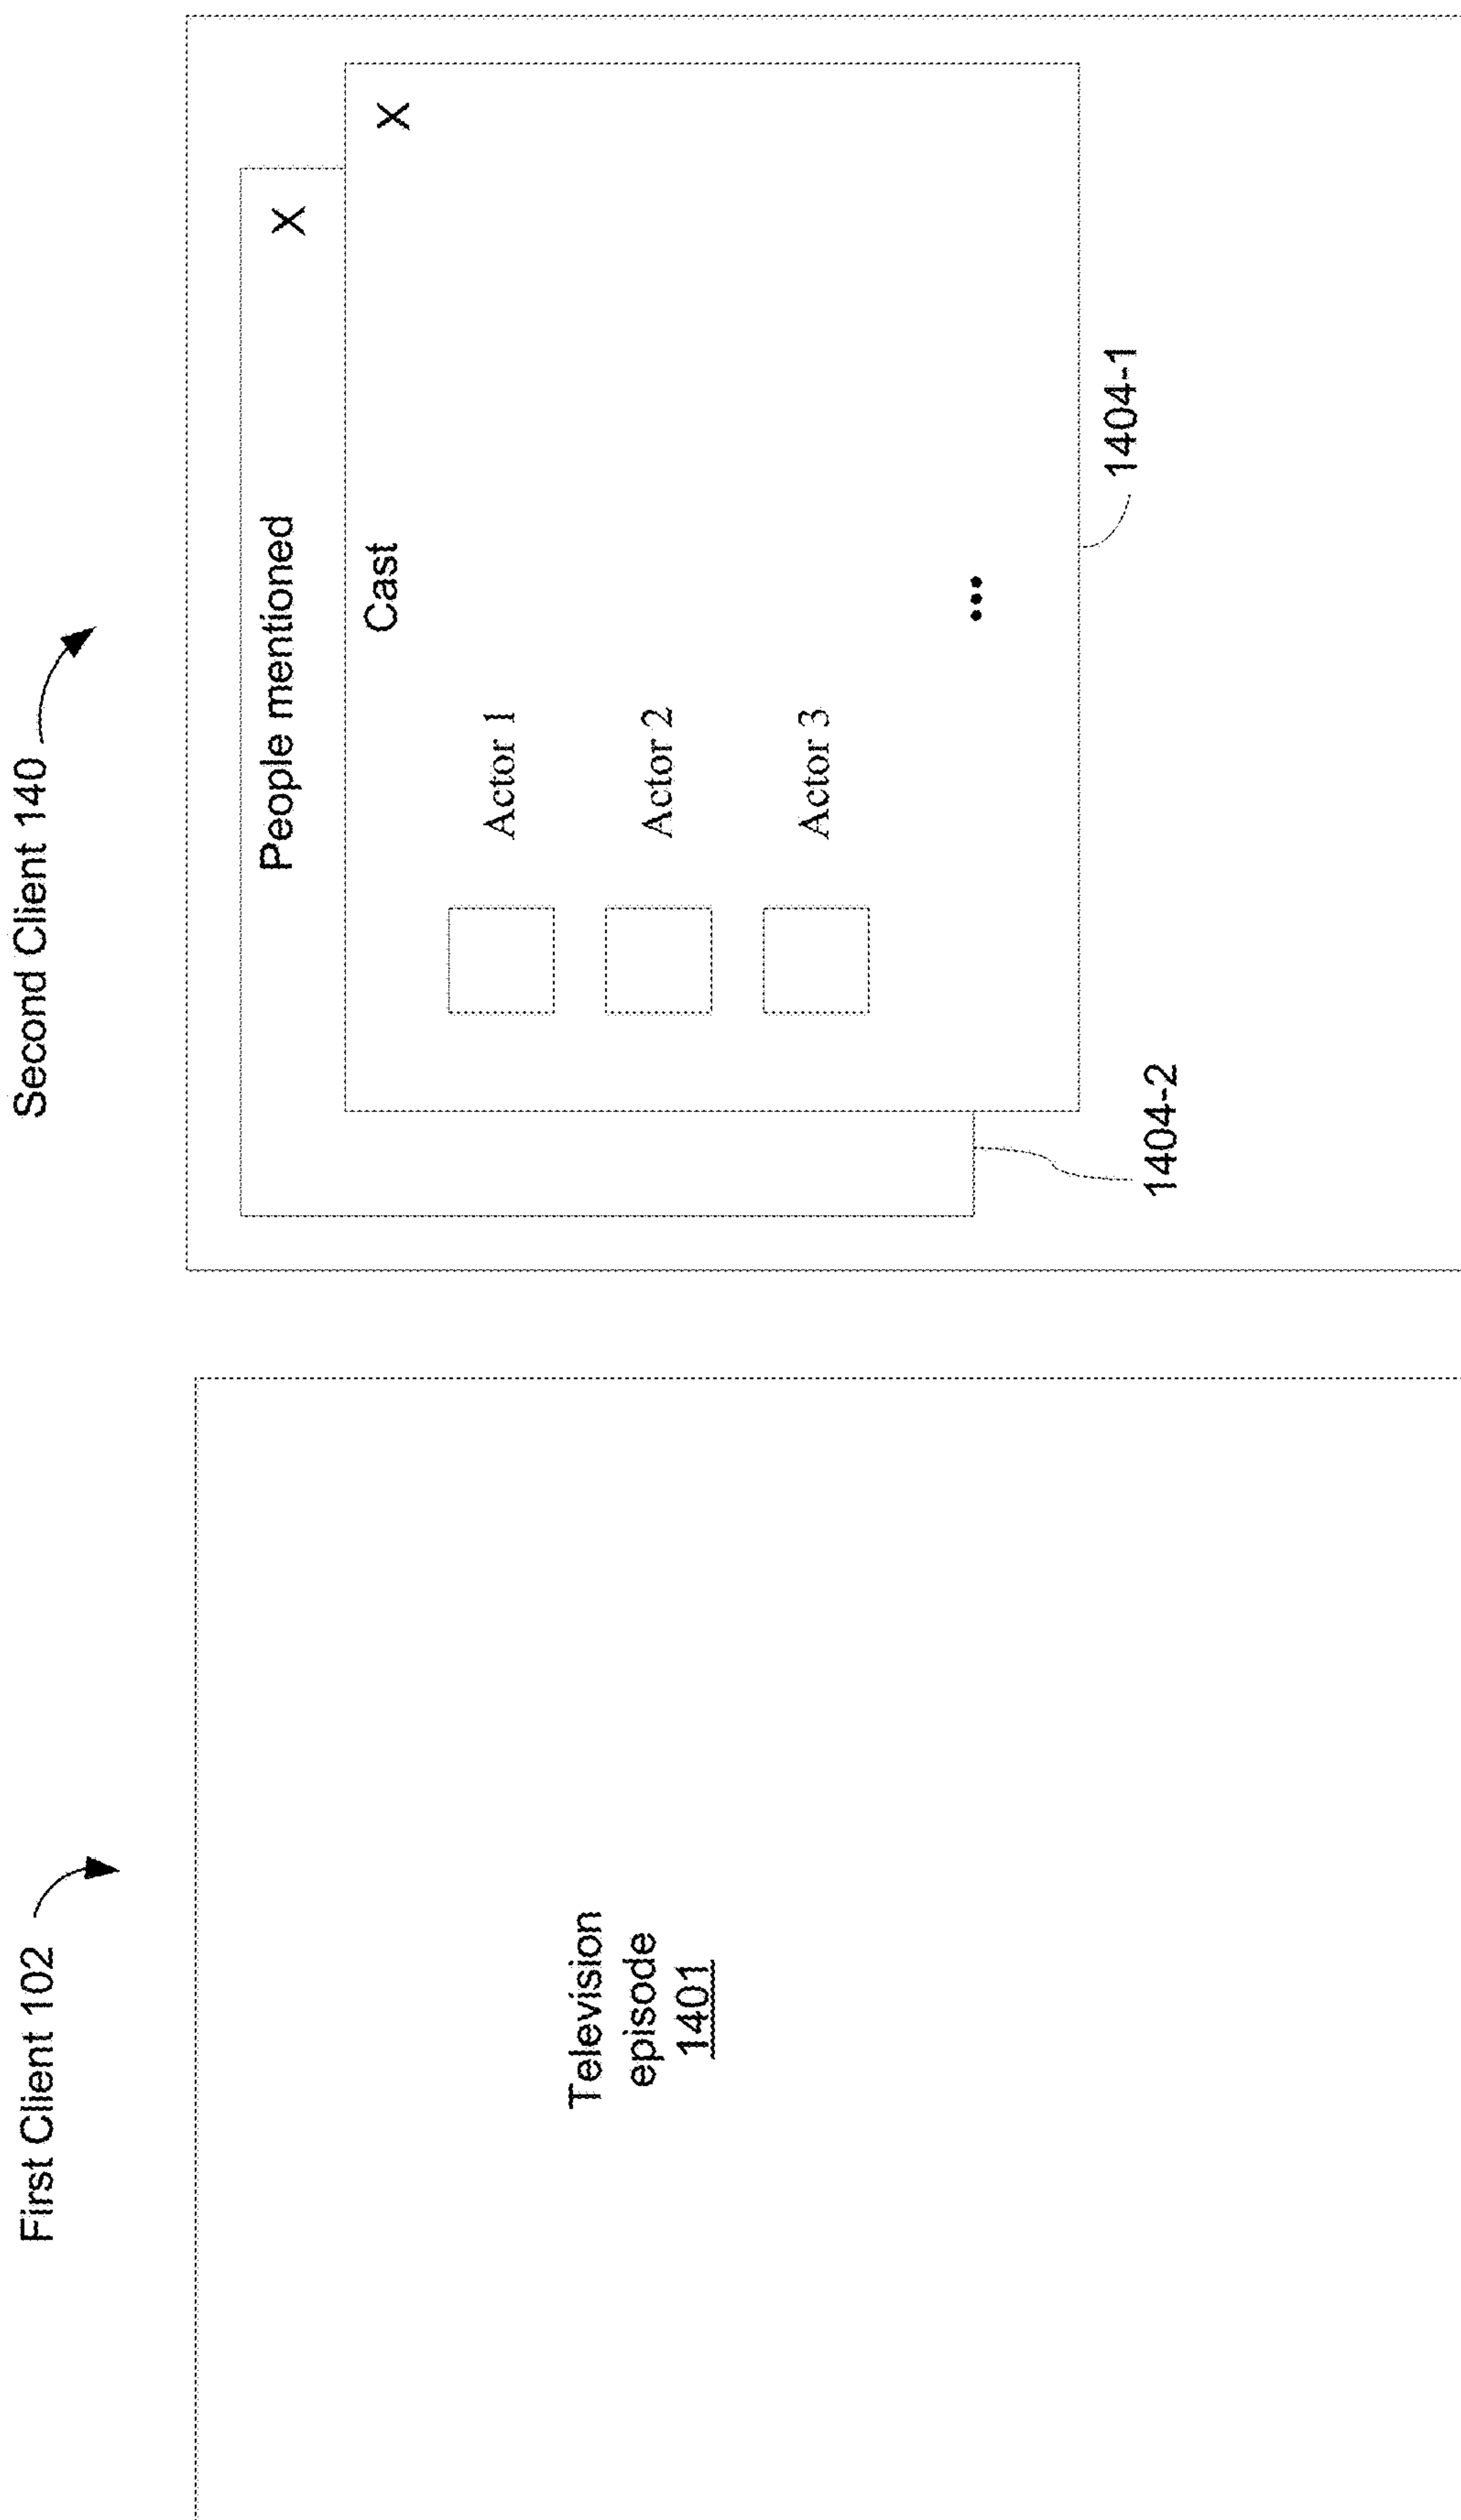 First Client 102
Television
episode
1401
Second Client 140
People mentioned
X
Cast
X
Actor 1
Actor 2
Actor 3
•••
1404-1
1404-2